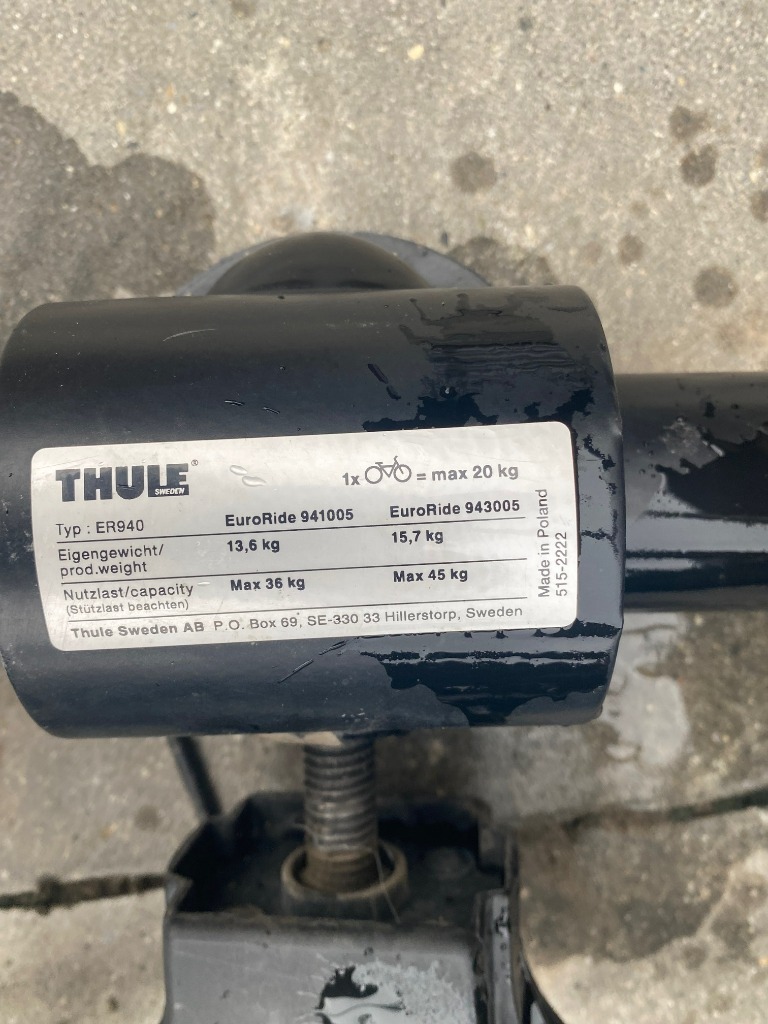 THULE®
SWEDEN
1x = max 20 kg
Typ : ER940 EuroRide 941005 EuroRide 943005
Eigengewicht/ 13,6 kg 15,7 kg
prod.weight
Nutzlast/capacity Max 36 kg Max 45 kg
(Stützlast beachten)
Thule Sweden AB P.O. Box 69, SE-330 33 Hillerstorp, Sweden
Made in Poland
515-2222